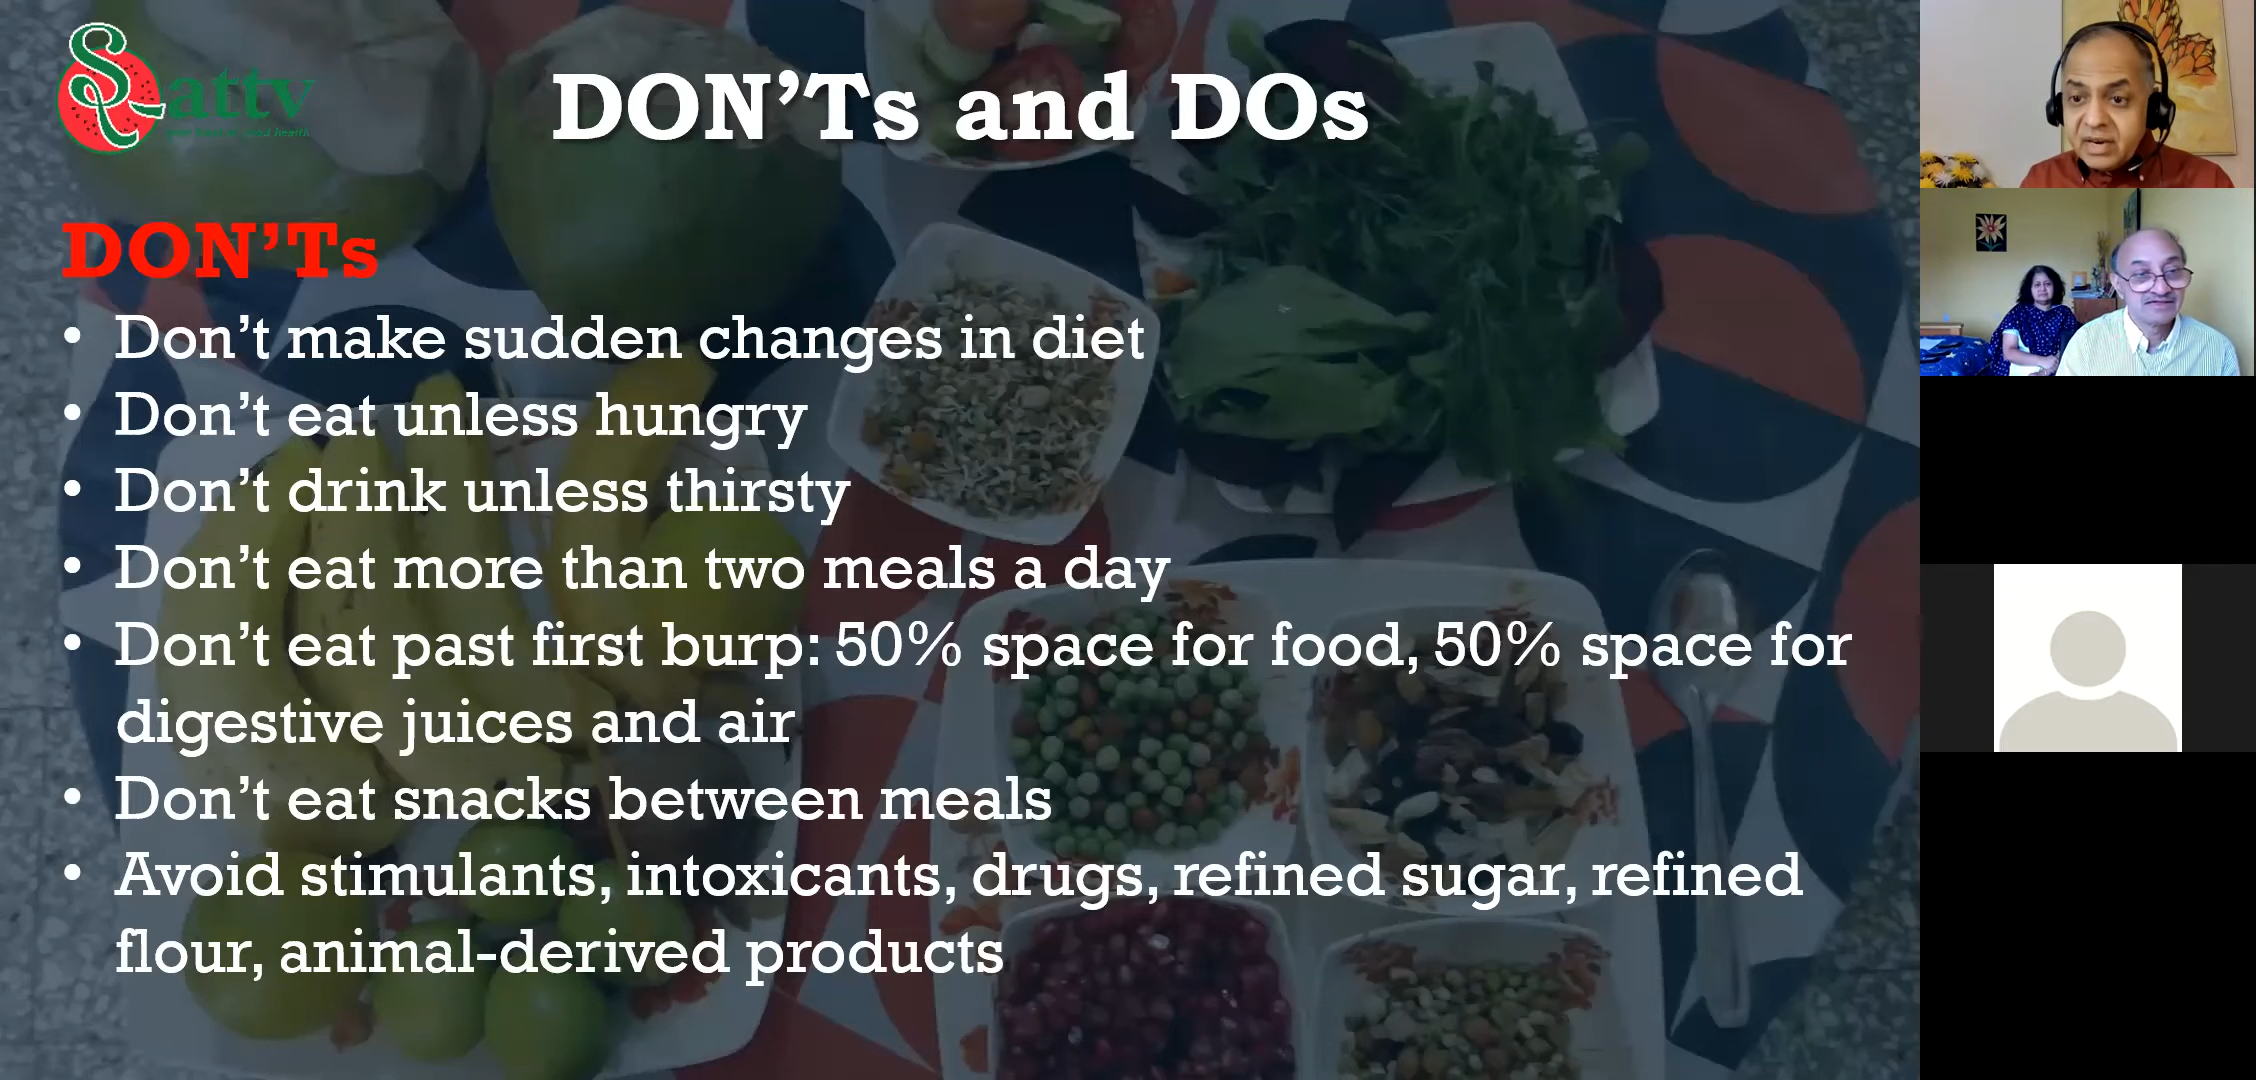 Sattv
DON’Ts and DOs
DON’Ts
• Don’t make sudden changes in diet
• Don’t eat unless hungry
• Don’t drink unless thirsty
• Don’t eat more than two meals a day
• Don’t eat past first burp: 50% space for food, 50% space for
digestive juices and air
• Don’t eat snacks between meals
• Avoid stimulants, intoxicants, drugs, refined sugar, refined
flour, animal-derived products